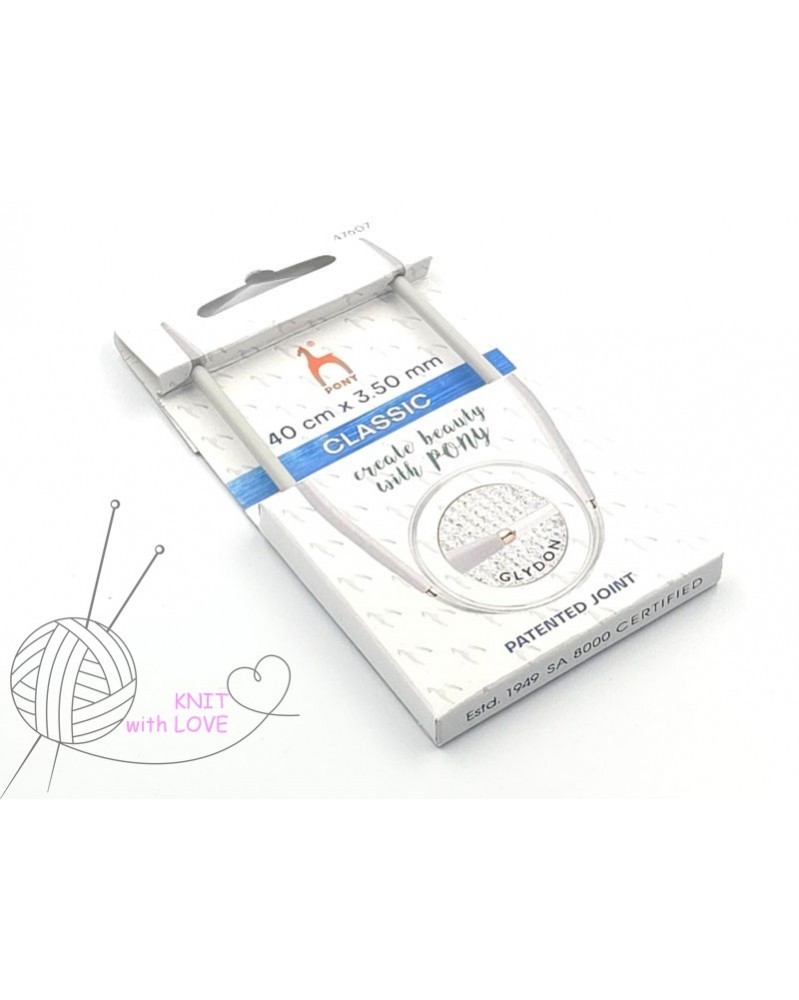 47607
®
PONY
40 cm x 3.50 mm
CLASSIC
create beauty
with PONY
GLYDON
PATENTED JOINT
Estd. 1949 SA 8000 CERTIFIED
KNIT
with LOVE